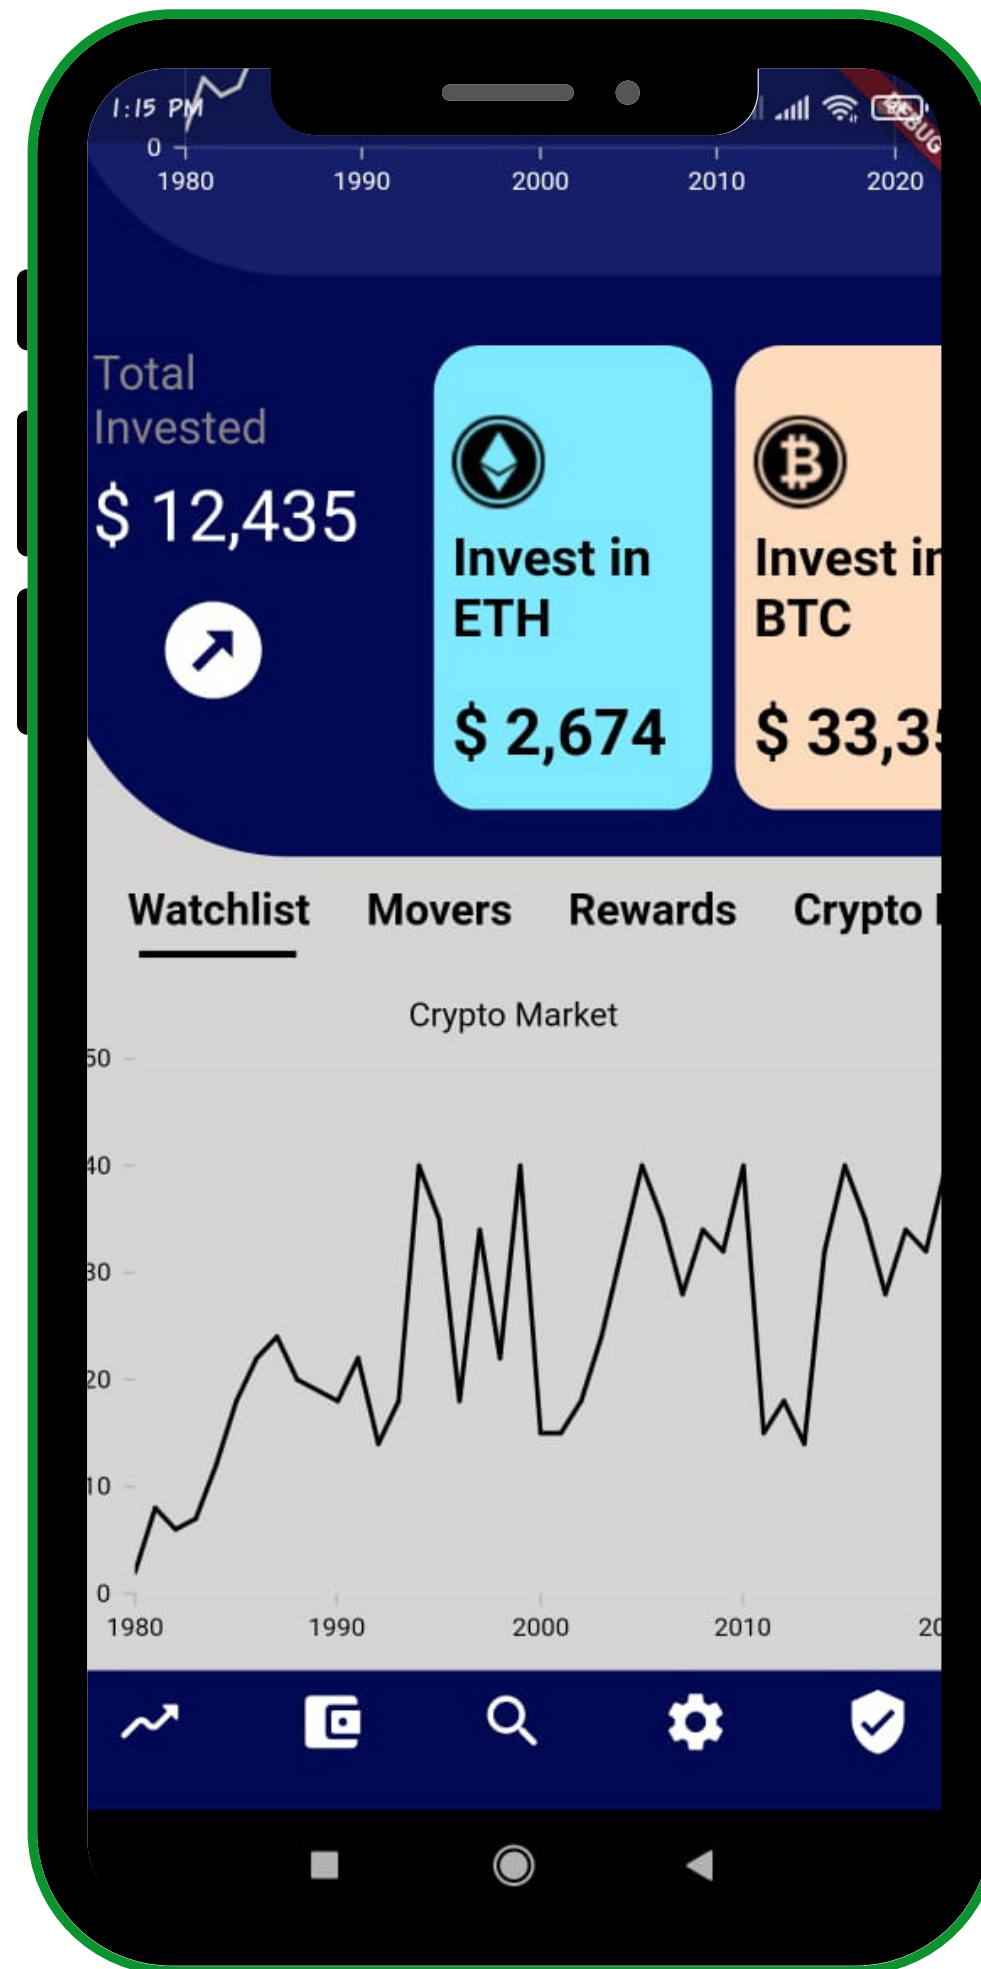 1:15 PM
0
1980 1990 2000 2010 2020
Total
Invested
$ 12,435
Invest in
ETH
$ 2,674
Invest in
BTC
$ 33,35
Watchlist Movers Rewards Crypto
Crypto Market
50
40
30
20
10
0
1980 1990 2000 2010 20